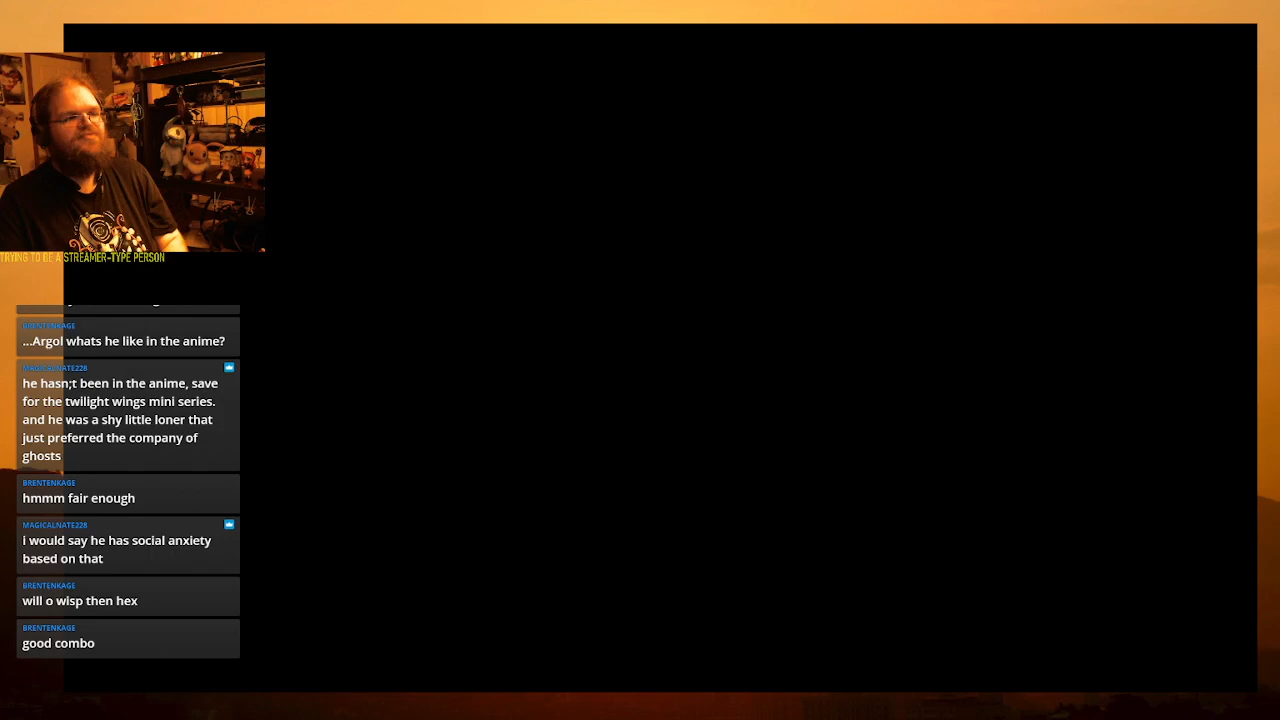 TRYING TO BE A STREAMER-TYPE PERSON
BRENTENKAGE
...Argol whats he like in the anime?
MAGICALNATE228
he hasn;t been in the anime, save
for the twilight wings mini series.
and he was a shy little loner that
just preferred the company of
ghosts
BRENTENKAGE
hmmm fair enough
MAGICALNATE228
i would say he has social anxiety
based on that
BRENTENKAGE
will o wisp then hex
BRENTENKAGE
good combo